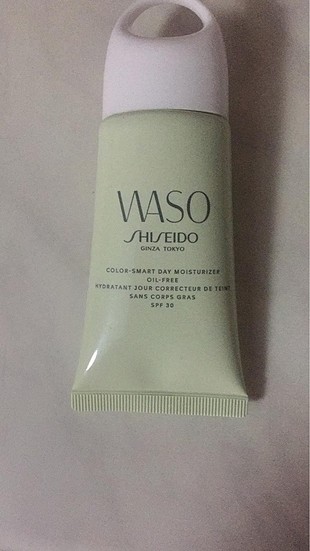 WASO
SHISEIDO
GINZA TOKYO
COLOR-SMART DAY MOISTURIZER
OIL-FREE
HYDRATANT JOUR CORRECTEUR DE TEINT
SANS CORPS GRAS
SPF 30